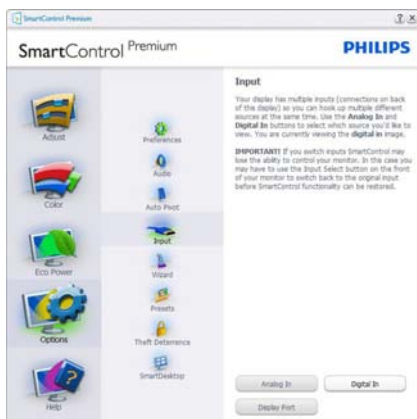 SmartControl Premium
SmartControl Premium
PHILIPS
Adjust
Color
Eco Power
Options
Help
Preferences
Audio
Auto Pivot
Input
Wizard
Presets
Theft Deterrence
SmartDesktop
Input
Your display has multiple inputs (connections on back
of the display) so you can hook up multiple different
sources at the same time. Use the Analog In and
Digital In buttons to select which source you'd like to
view. You are currently viewing the digital in image.
IMPORTANT! If you switch inputs SmartControl may
lose the ability to control your monitor. In this case you
may have to use the Input Select button on the front
of your monitor to switch back to the original input
before SmartControl functionality can be restored.
Analog In
Digital In
Display Port